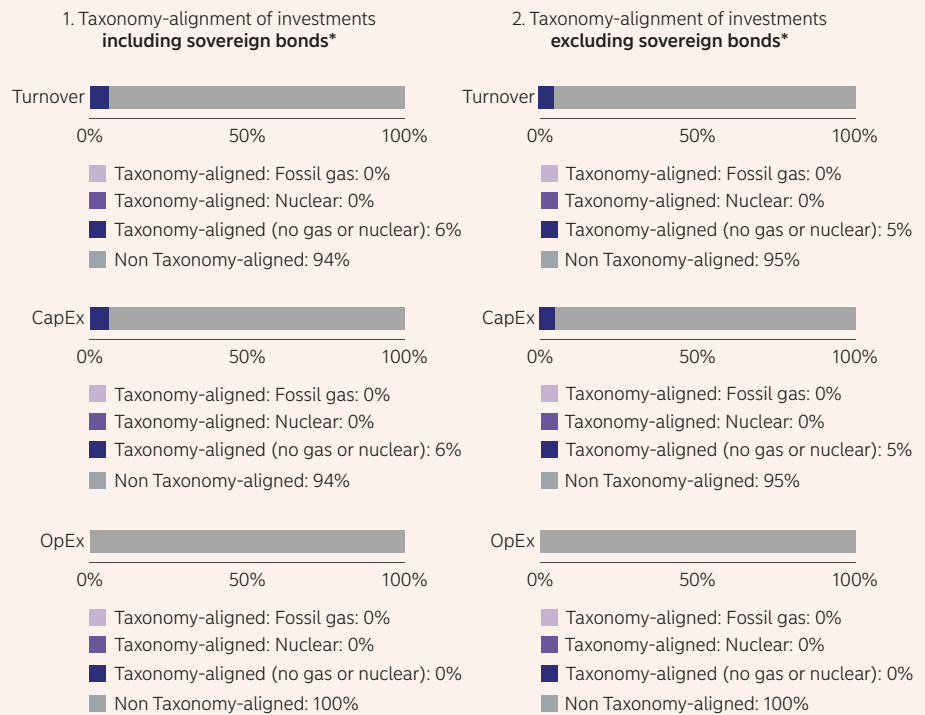 1. Taxonomy-alignment of investments
including sovereign bonds*
Turnover
0% 50% 100%
Taxonomy-aligned: Fossil gas: 0%
Taxonomy-aligned: Nuclear: 0%
Taxonomy-aligned (no gas or nuclear): 6%
Non Taxonomy-aligned: 94%
CapEx
0% 50% 100%
Taxonomy-aligned: Fossil gas: 0%
Taxonomy-aligned: Nuclear: 0%
Taxonomy-aligned (no gas or nuclear): 6%
Non Taxonomy-aligned: 94%
OpEx
0% 50% 100%
Taxonomy-aligned: Fossil gas: 0%
Taxonomy-aligned: Nuclear: 0%
Taxonomy-aligned (no gas or nuclear): 0%
Non Taxonomy-aligned: 100%
2. Taxonomy-alignment of investments
excluding sovereign bonds*
Turnover
0% 50% 100%
Taxonomy-aligned: Fossil gas: 0%
Taxonomy-aligned: Nuclear: 0%
Taxonomy-aligned (no gas or nuclear): 5%
Non Taxonomy-aligned: 95%
CapEx
0% 50% 100%
Taxonomy-aligned: Fossil gas: 0%
Taxonomy-aligned: Nuclear: 0%
Taxonomy-aligned (no gas or nuclear): 5%
Non Taxonomy-aligned: 95%
OpEx
0% 50% 100%
Taxonomy-aligned: Fossil gas: 0%
Taxonomy-aligned: Nuclear: 0%
Taxonomy-aligned (no gas or nuclear): 0%
Non Taxonomy-aligned: 100%